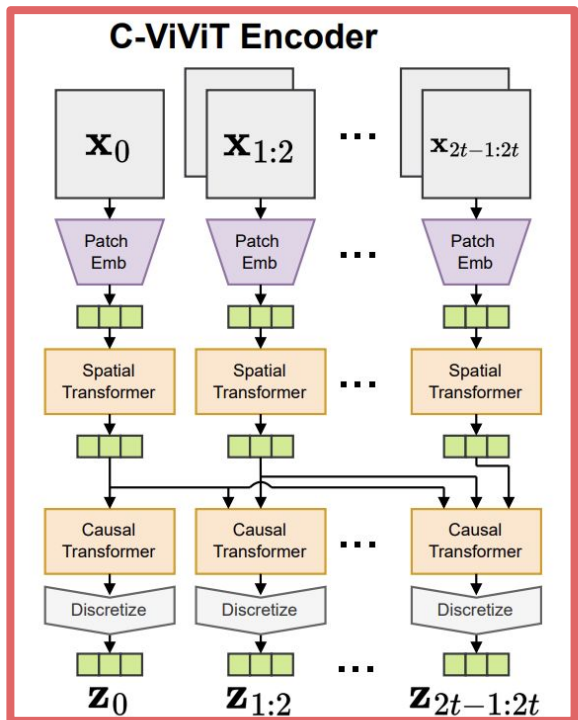 C-ViViT Encoder
x₀ x₁:₂ ... x₂ₜ₋₁:₂ₜ
Patch Emb Patch Emb ... Patch Emb
Spatial Transformer Spatial Transformer ... Spatial Transformer
Causal Transformer Causal Transformer ... Causal Transformer
Discretize Discretize Discretize
...
z₀ z₁:₂ z₂ₜ₋₁:₂ₜ